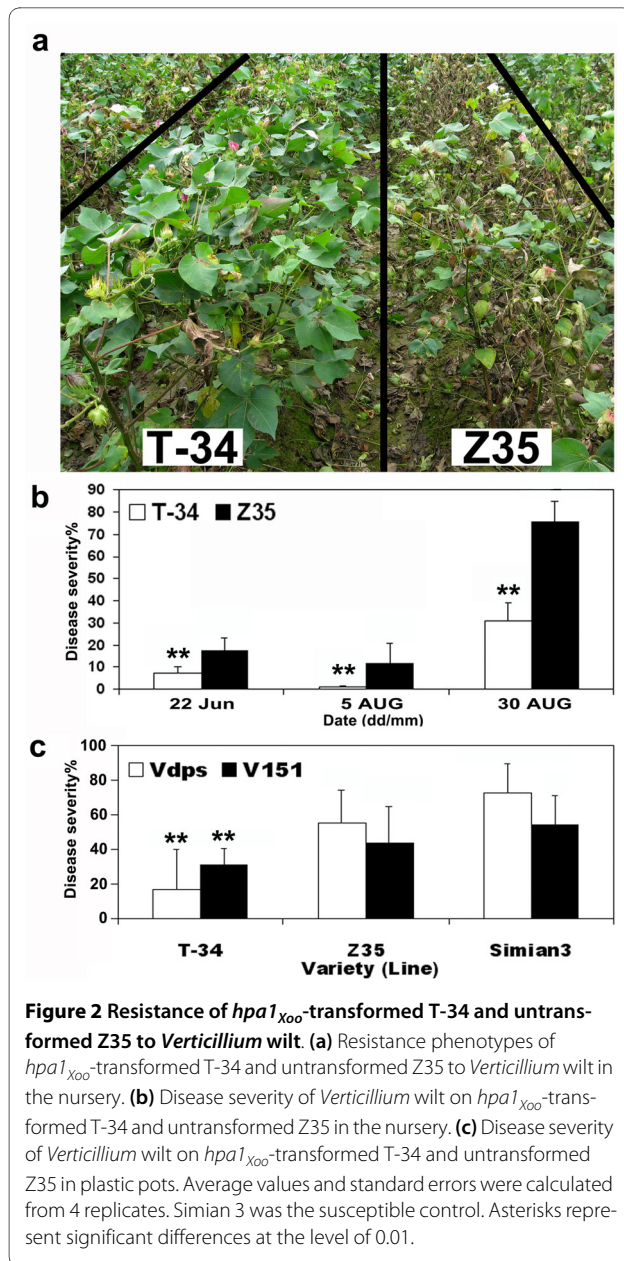 a
T-34
Z35
b
T-34 Z35
Disease severity%
90
80
70
60
50
40
30
20
10
0
**
**
**
22 Jun
5 AUG
30 AUG
Date (dd/mm)
c
Vdps V151
Disease severity%
100
80
60
40
20
0
** **
T-34
Z35
Simian3
Variety (Line)
Figure 2 Resistance of hpa1Xoo-transformed T-34 and untrans-
formed Z35 to Verticillium wilt. (a) Resistance phenotypes of
hpa1Xoo-transformed T-34 and untransformed Z35 to Verticillium wilt in
the nursery. (b) Disease severity of Verticillium wilt on hpa1Xoo-trans-
formed T-34 and untransformed Z35 in the nursery. (c) Disease severity
of Verticillium wilt on hpa1Xoo-transformed T-34 and untransformed
Z35 in plastic pots. Average values and standard errors were calculated
from 4 replicates. Simian 3 was the susceptible control. Asterisks repre-
sent significant differences at the level of 0.01.